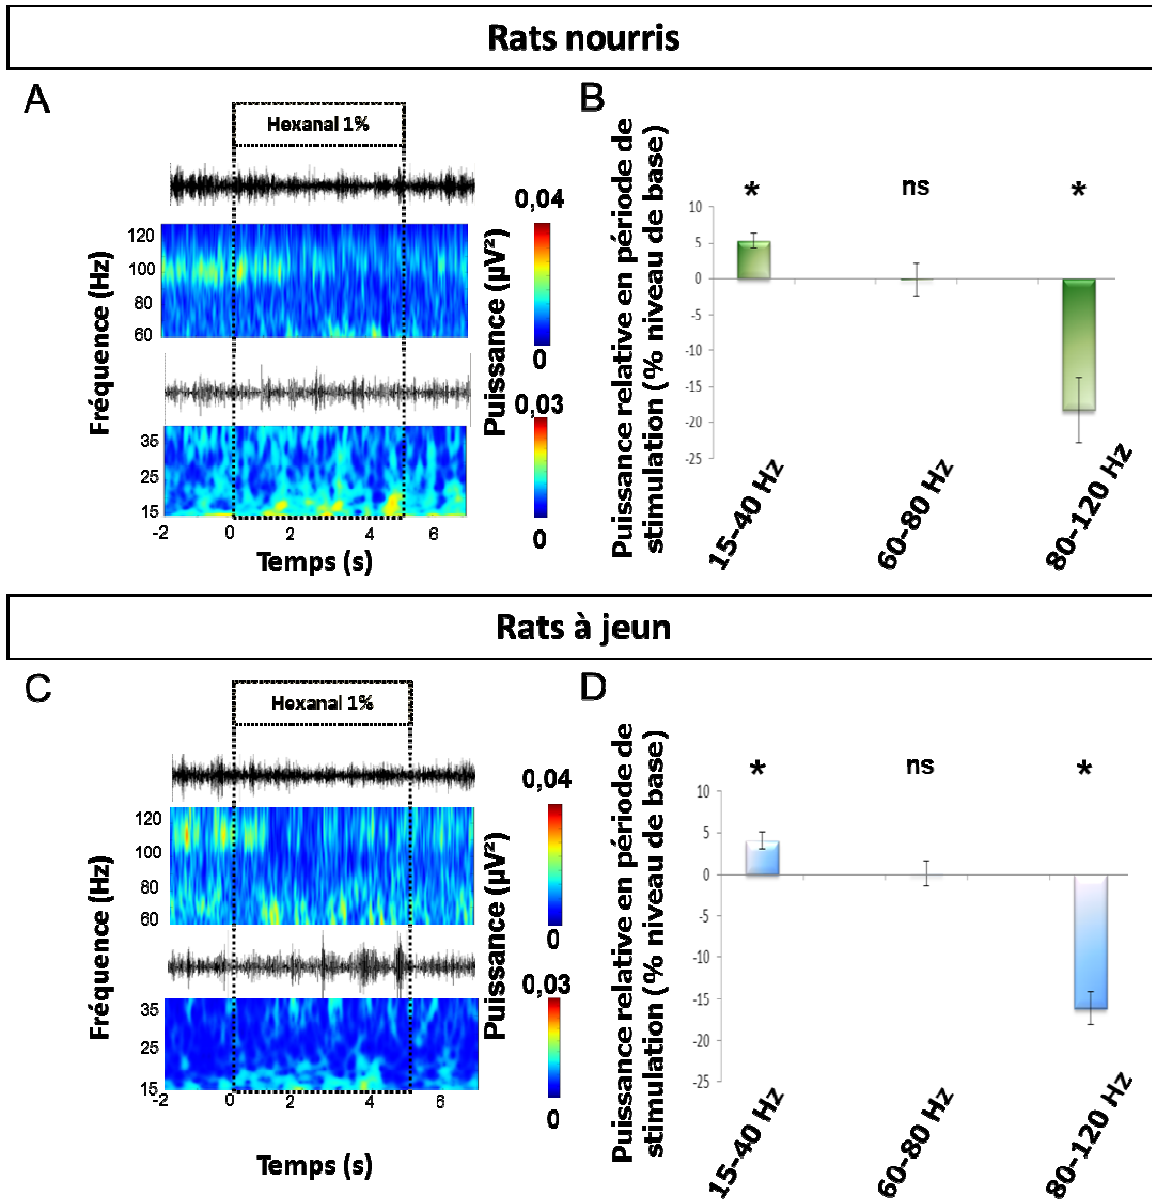 Rats nourris
A
Hexanal 1%
Fréquence (Hz)
120
100
80
60
35
25
15
-2
0
2
4
6
Temps (s)
Puissance (µV²)
0,04
0
0,03
0
B
Puissance relative en période de
stimulation (% niveau de base)
*
ns
*
10
5
0
-5
-10
-15
-20
-25
15-40 Hz
60-80 Hz
80-120 Hz
Rats à jeun
C
Hexanal 1%
Fréquence (Hz)
120
100
80
60
35
25
15
-2
0
2
4
6
Temps (s)
Puissance (µV²)
0,04
0
0,03
0
D
Puissance relative en période de
stimulation (% niveau de base)
*
ns
*
10
5
0
-5
-10
-15
-20
-25
15-40 Hz
60-80 Hz
80-120 Hz